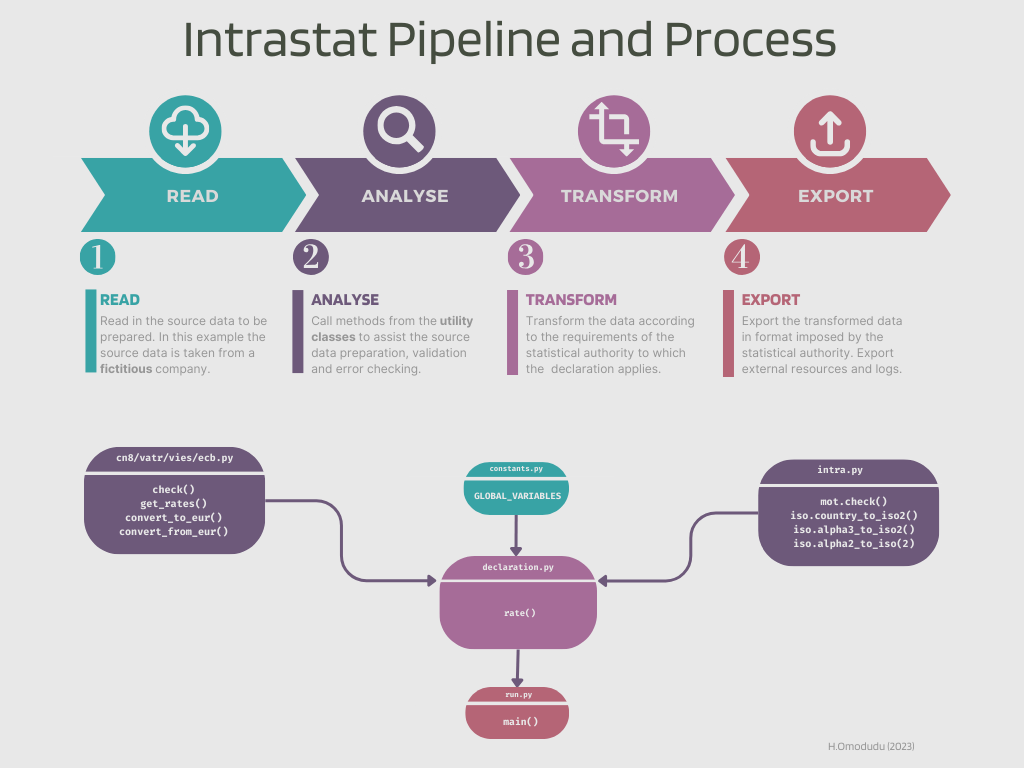 Intrastat Pipeline and Process
READ
ANALYSE
TRANSFORM
EXPORT
1
2
3
4
READ
Read in the source data to be
prepared. In this example the
source data is taken from a
fictitious company.
ANALYSE
Call methods from the utility
classes to assist the source
data preparation, validation
and error checking.
TRANSFORM
Transform the data according
to the requirements of the
statistical authority to which
the  declaration applies.
EXPORT
Export the transformed data
in format imposed by the
statistical authority. Export
external resources and logs.
cn8/vatr/vies/ecb.py
check()
get_rates()
convert_to_eur()
convert_from_eur()
constants.py
GLOBAL_VARIABLES
intra.py
mot.check()
iso.country_to_iso2()
iso.alpha3_to_iso2()
iso.alpha2_to_iso(2)
declaration.py
rate()
run.py
main()
H.Omodudu (2023)